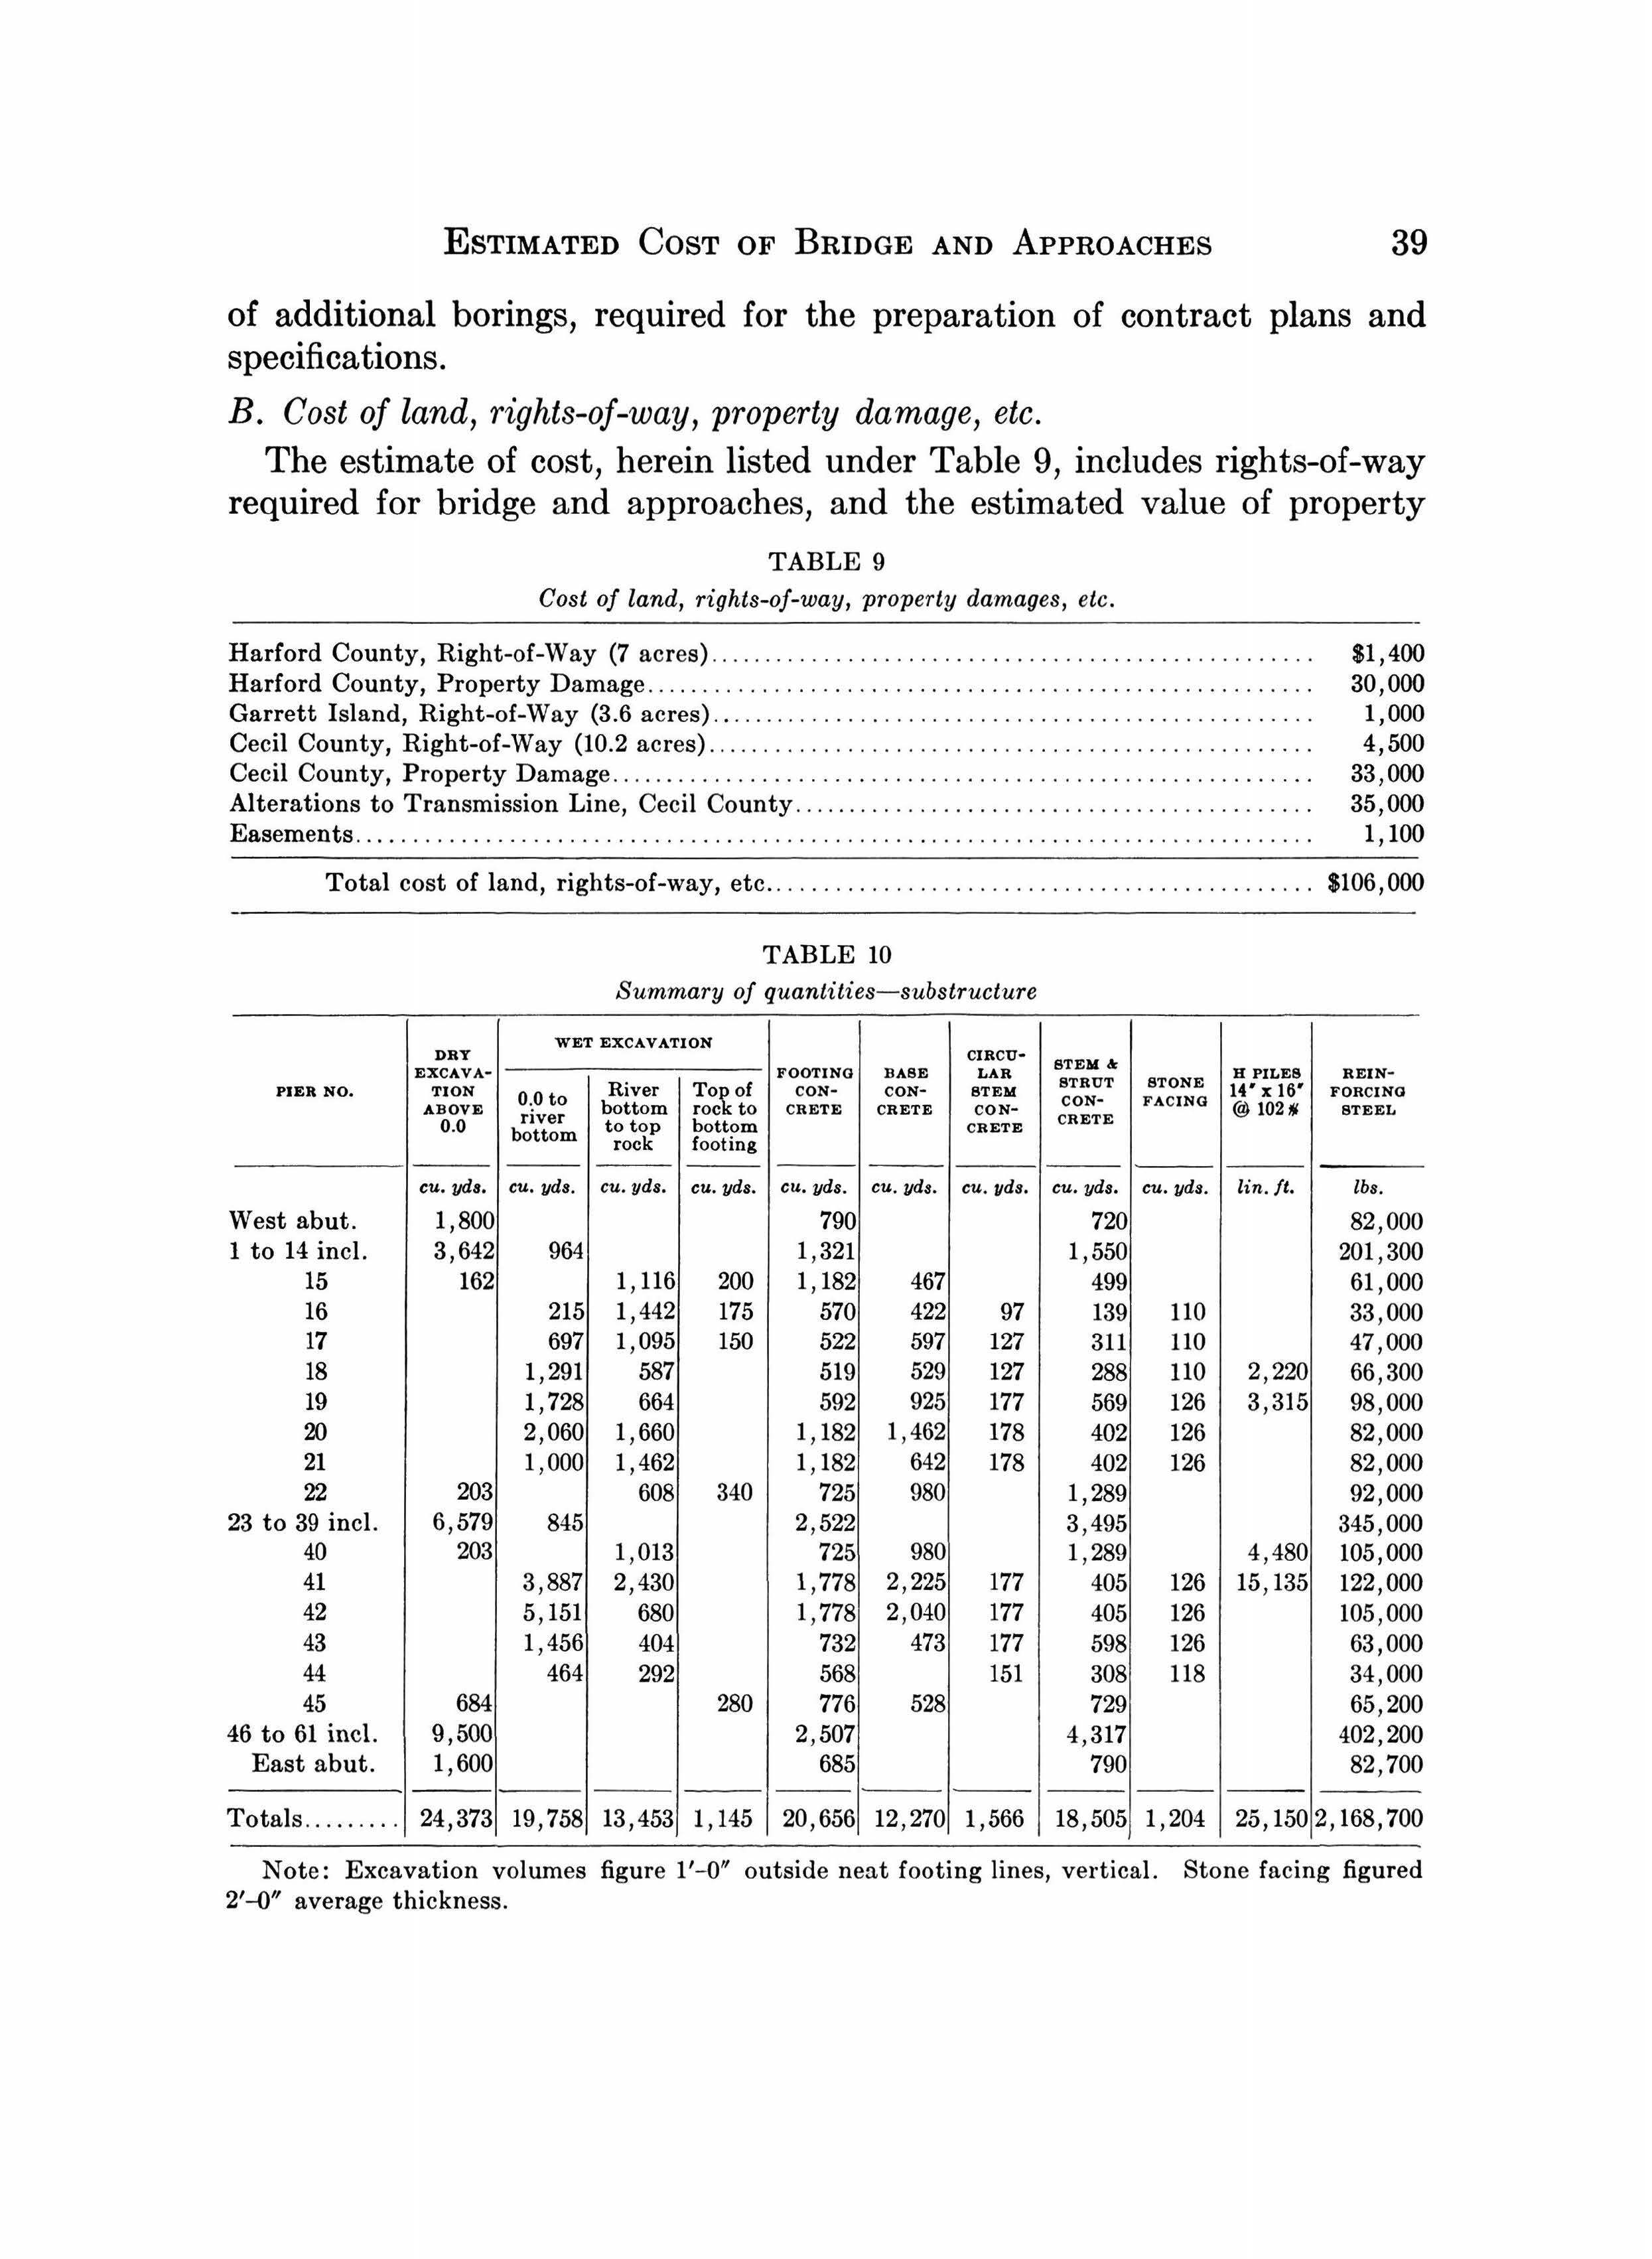 ESTIMATED COST OF BRIDGE AND APPROACHES 39
of additional borings, required for the preparation of contract plans and
specifications.
B. Cost of land, rights-of-way, property damage, etc.
The estimate of cost, herein listed under Table 9, includes rights-of-way
required for bridge and approaches, and the estimated value of property
TABLE 9
Cost of land, rights-of-way, property damages, etc.
Harford County, Right-of-Way (7 acres) $1,400
Harford County, Property Damage 30,000
Garrett Island, Right-of-Way (3.6 acres) 1,000
Cecil County, Right-of-Way (10.2 acres) 4,500
Cecil County, Property Damage 33,000
Alterations to Transmission Line, Cecil County 35,000
Easements 1,100
Total cost of land, rights-of-way, etc. $106,000
TABLE 10
Summary of quantities—substructure
PIER NO.
DRY
EXCAVA-
TION
ABOVE
0.0
WET EXCAVATION
0.0 to
river
bottom
River
bottom
to top
rock
Top of
rock to
bottom
footing
FOOTING
CON-
CRETE
BASE
CON-
CRETE
CIRCU-
LAR
STEM
CON-
CRETE
STEM &
STRUT
CON-
CRETE
STONE
FACING
H PILES
14" x 16"
@ 102 #
REIN-
FORCING
STEEL
cu. yds. cu. yds. cu. yds. cu. yds. cu. yds. cu. yds. cu. yds. cu. yds. cu. yds. lin. ft. lbs.
West abut. 1,800 790 720 82,000
1 to 14 incl. 3,642 964 1,321 1,550 201,300
15 162 1,116 200 1,182 467 499 61,000
16 215 1,442 175 570 422 97 139 110 33,000
17 697 1,095 150 522 597 127 311 110 47,000
18 1,291 587 519 529 127 288 110 2,220 66,300
19 1,728 664 592 925 177 569 126 3,315 98,000
20 2,060 1,660 1,182 1,462 178 402 126 82,000
21 1,000 1,462 1,182 642 178 402 126 82,000
22 203 608 340 725 980 1,289 92,000
23 to 39 incl. 6,579 845 2,522 3,495 345,000
40 203 1,013 725 980 1,289 4,480 105,000
41 3,887 2,430 1,778 2,225 177 405 126 15,135 122,000
42 5,151 680 1,778 2,040 177 405 126 105,000
43 1,456 404 732 473 177 598 126 63,000
44 464 292 568 151 308 118 34,000
45 684 280 776 528 729 65,200
46 to 61 incl. 9,500 2,507 4,317 402,200
East abut. 1,600 685 790 82,700
Totals 24,373 19,758 13,453 1,145 20,656 12,270 1,566 18,505 1,204 25,150 2,168,700
Note: Excavation volumes figure 1′–0″ outside neat footing lines, vertical. Stone facing figured
2′–0″ average thickness.